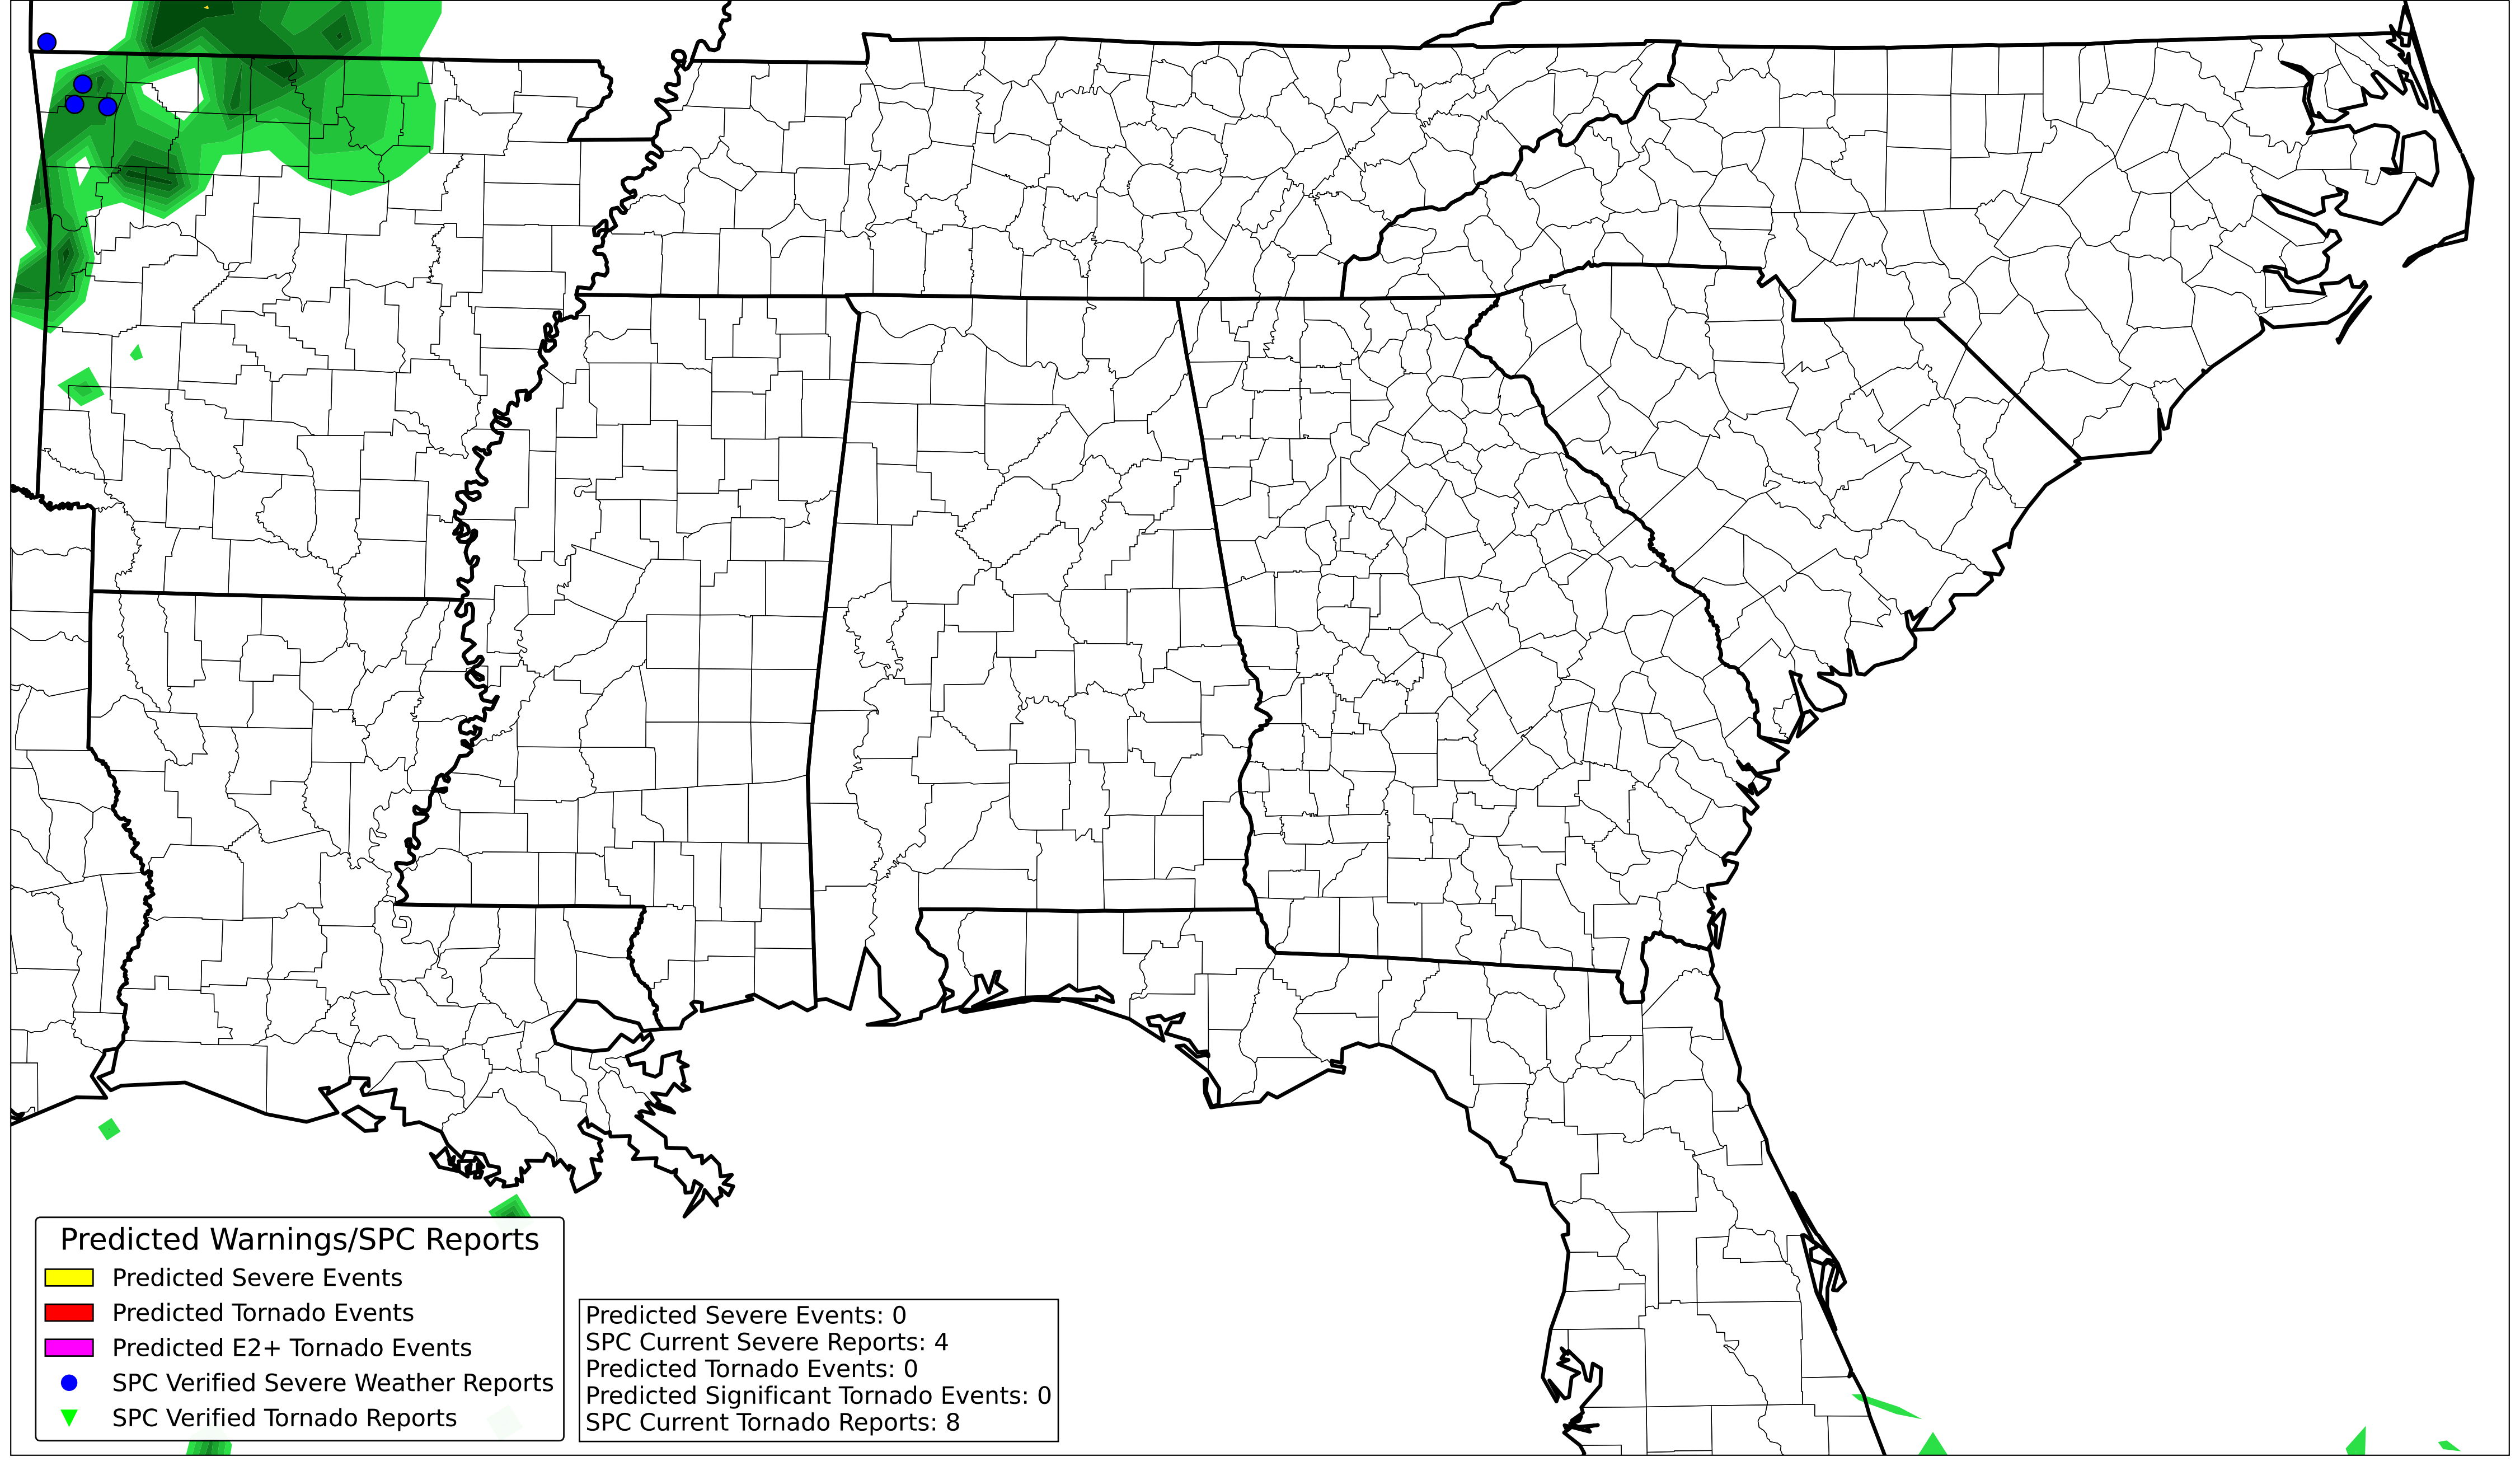 Predicted Warnings/SPC Reports
Predicted Severe Events
Predicted Tornado Events
Predicted E2+ Tornado Events
SPC Verified Severe Weather Reports
SPC Verified Tornado Reports
Predicted Severe Events: 0
SPC Current Severe Reports: 4
Predicted Tornado Events: 0
Predicted Significant Tornado Events: 0
SPC Current Tornado Reports: 8